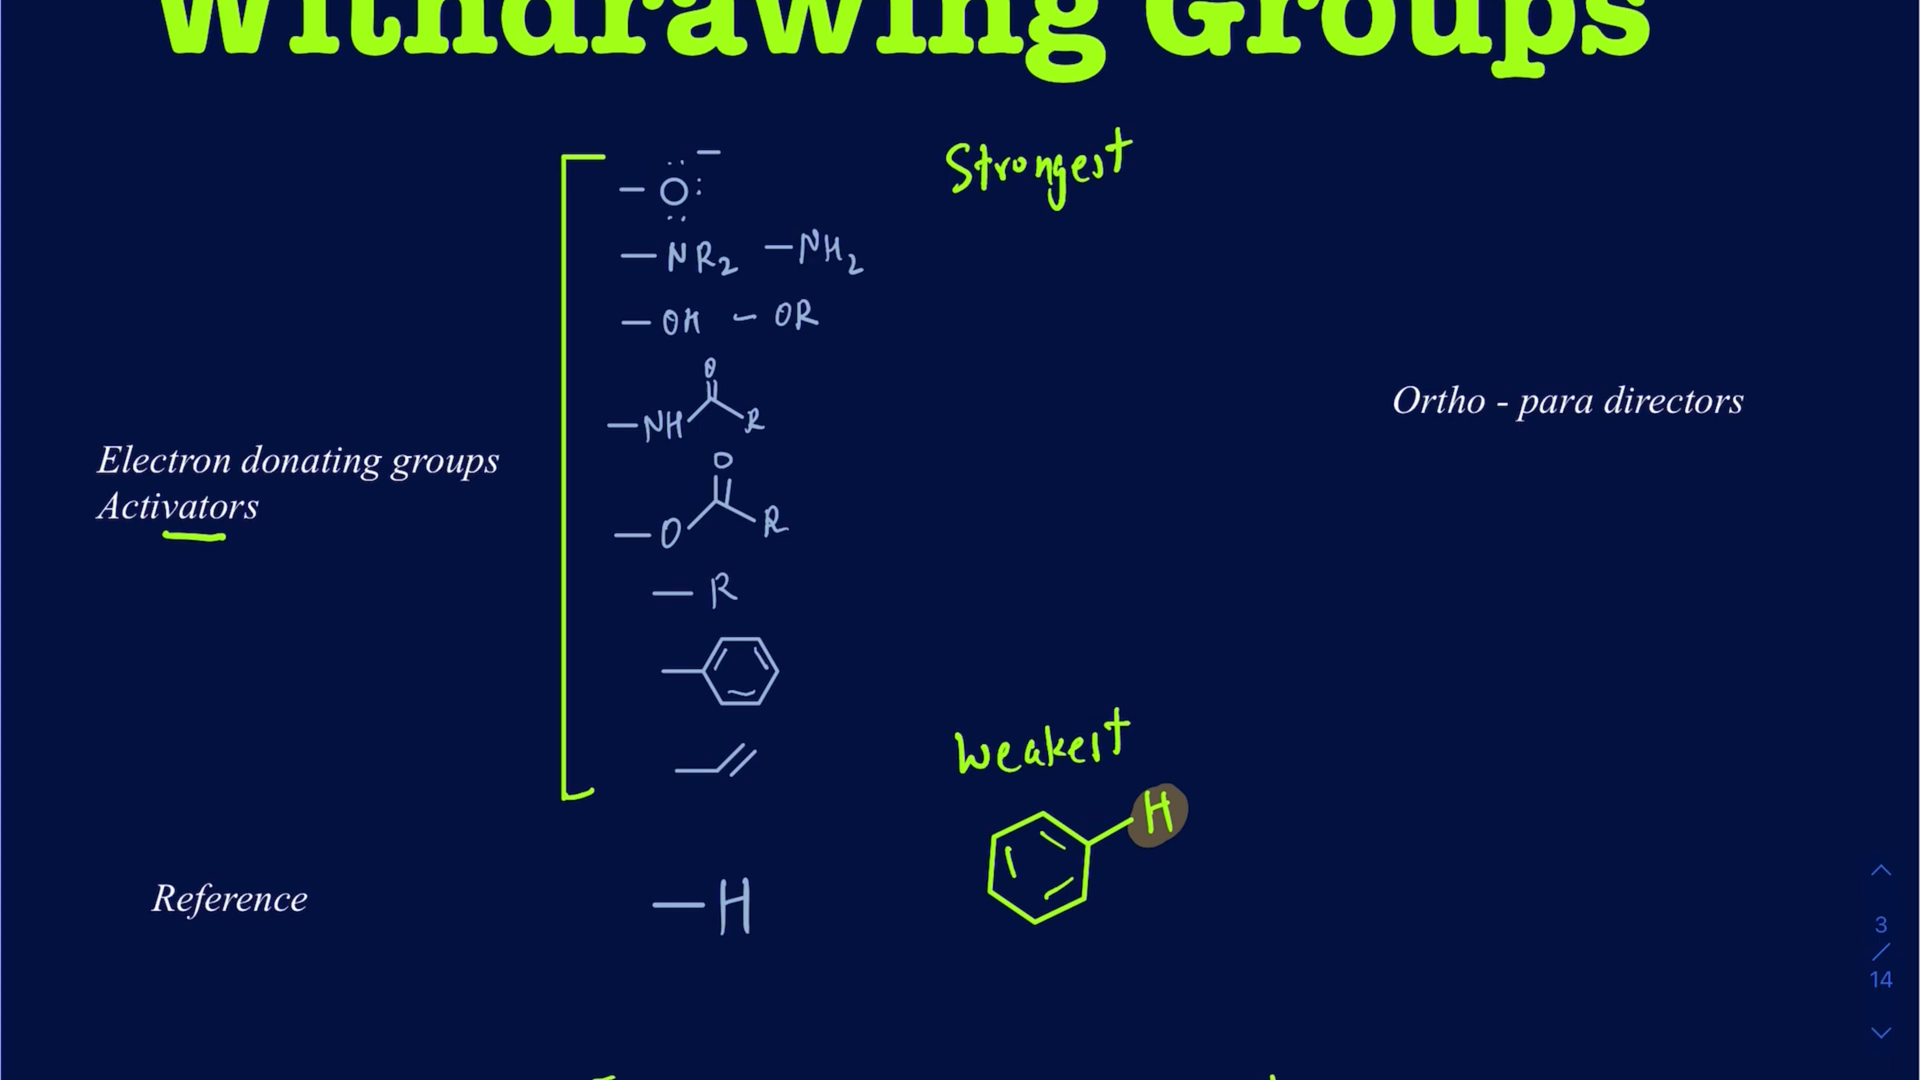 Withdrawing Groups
Strongest
– Ö:⁻
– NR₂ – NH₂
– OH – OR
O
– NH R
O
– O R
– R
Ortho - para directors
Electron donating groups
Activators
Weakest
H
Reference
– H
3
/
14